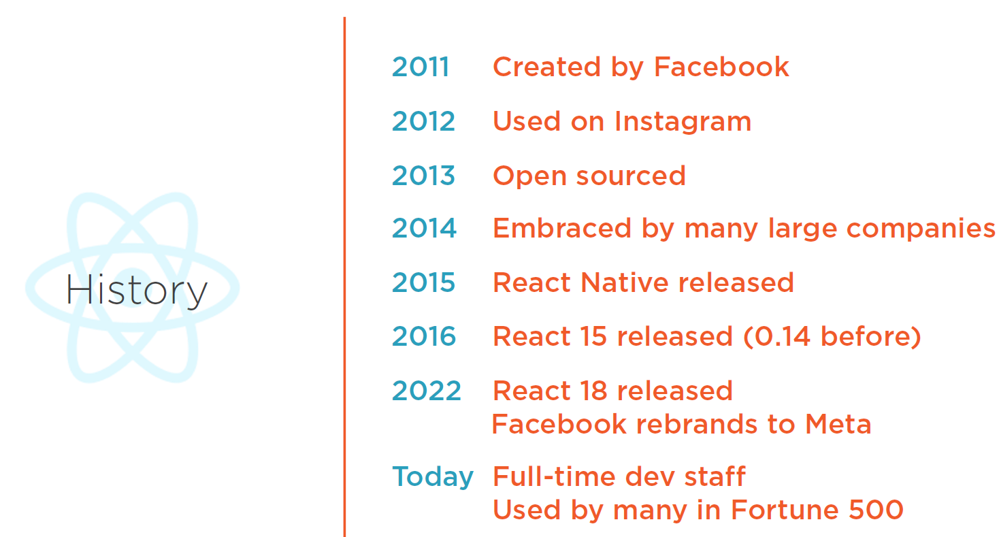 History
2011 Created by Facebook
2012 Used on Instagram
2013 Open sourced
2014 Embraced by many large companies
2015 React Native released
2016 React 15 released (0.14 before)
2022 React 18 released
Facebook rebrands to Meta
Today Full-time dev staff
Used by many in Fortune 500